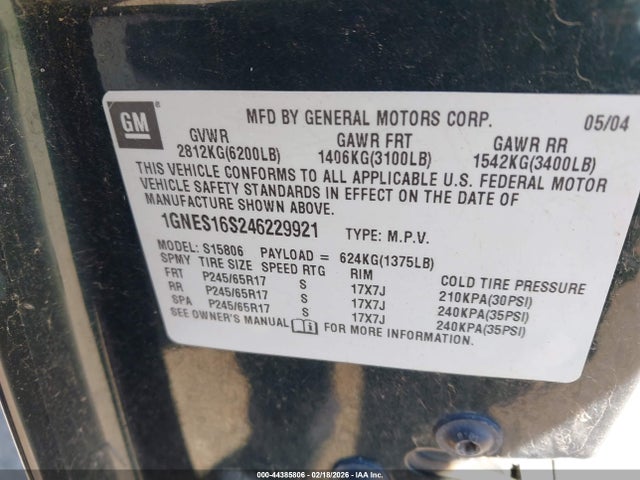 GM
®
MFD BY GENERAL MOTORS CORP. 05/04
GVWR GAWR FRT GAWR RR
2812KG(6200LB) 1406KG(3100LB) 1542KG(3400LB)
THIS VEHICLE CONFORMS TO ALL APPLICABLE U.S. FEDERAL MOTOR
VEHICLE SAFETY STANDARDS IN EFFECT ON THE DATE OF
MANUFACTURE SHOWN ABOVE.
1GNES16S246229921 TYPE: M.P.V.
MODEL: S15806 PAYLOAD = 624KG(1375LB)
SPMY TIRE SIZE SPEED RTG RIM COLD TIRE PRESSURE
FRT P245/65R17 S 17X7J 210KPA(30PSI)
RR P245/65R17 S 17X7J 240KPA(35PSI)
SPA P245/65R17 S 17X7J 240KPA(35PSI)
SEE OWNER'S MANUAL i FOR MORE INFORMATION.
000-44385806 02/18/2026 - IAA Inc.